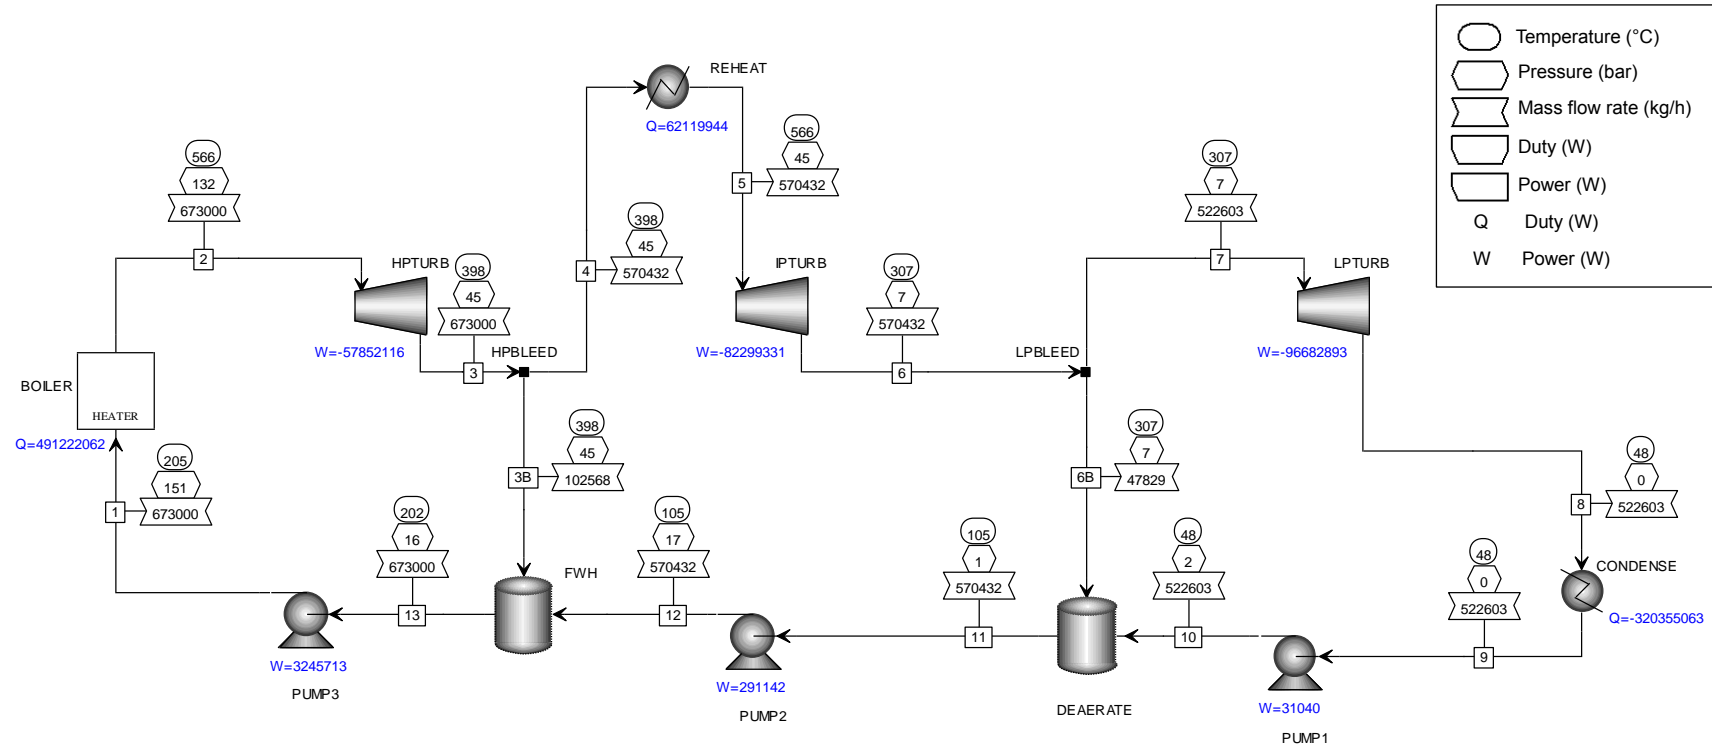 Temperature (°C)
Pressure (bar)
Mass flow rate (kg/h)
Duty (W)
Power (W)
Q Duty (W)
W Power (W)
REHEAT
Q=62119944
566
132
673000
2
HPTURB
W=-57852116
398
45
673000
3
HPBLEED
398
45
570432
4
566
45
570432
5
IPTURB
W=-82299331
307
7
570432
6
LPBLEED
307
7
522603
7
LPTURB
W=-96682893
BOILER
HEATER
Q=491222062
205
151
673000
1
398
45
102568
3B
307
7
47829
6B
48
0
522603
8
CONDENSE
Q=-320355063
202
16
673000
13
FWH
105
17
570432
12
105
1
570432
11
48
2
522603
10
48
0
522603
9
W=3245713
PUMP3
W=291142
PUMP2
DEAERATE
W=31040
PUMP1